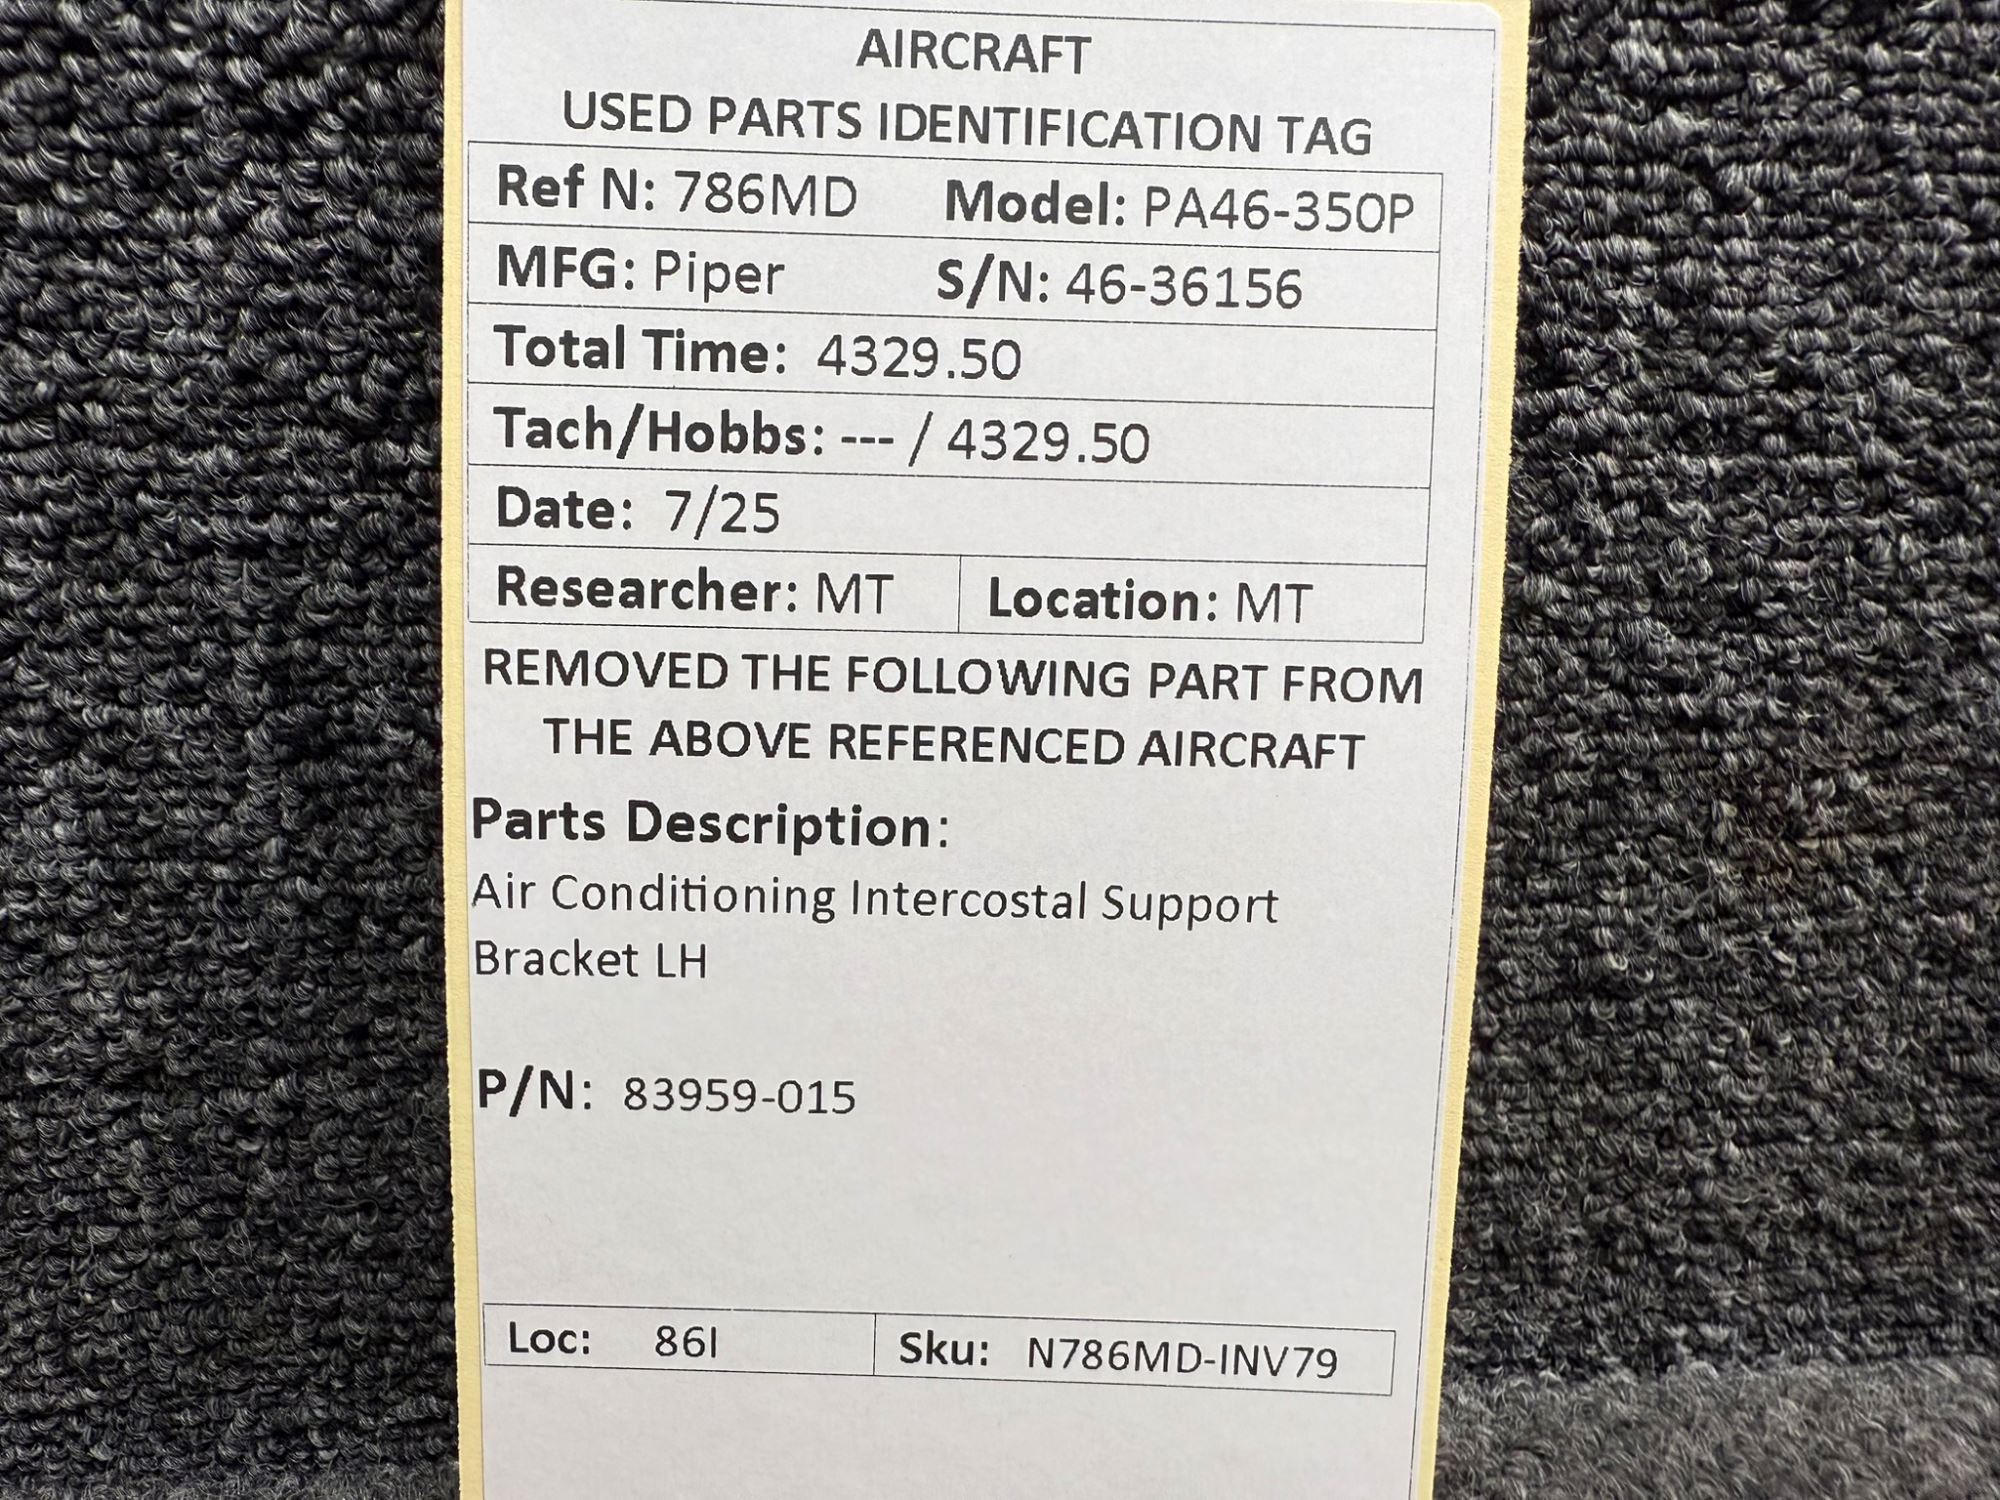 AIRCRAFT
USED PARTS IDENTIFICATION TAG
Ref N: 786MD Model: PA46-350P
MFG: Piper S/N: 46-36156
Total Time: 4329.50
Tach/Hobbs: --- / 4329.50
Date: 7/25
Researcher: MT Location: MT
REMOVED THE FOLLOWING PART FROM
THE ABOVE REFERENCED AIRCRAFT
Parts Description:
Air Conditioning Intercostal Support
Bracket LH
P/N: 83959-015
Loc: 86I Sku: N786MD-INV79